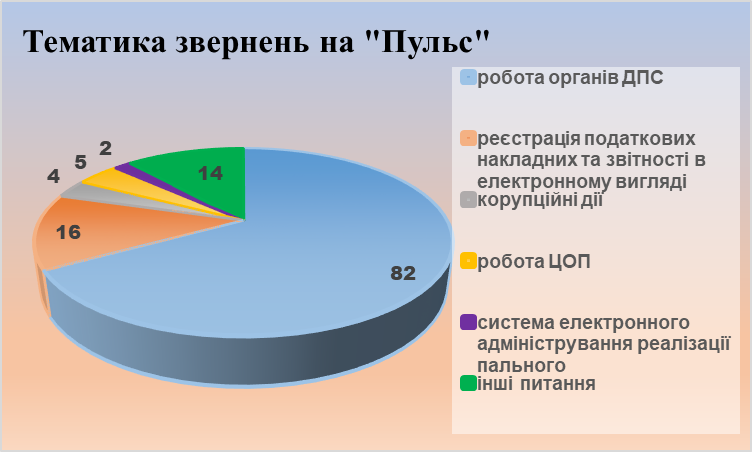 Тематика звернень на "Пульс"
робота органів ДПС
реєстрація податкових
накладних та звітності в
електронному вигляді
корупційні дії
робота ЦОП
система електронного
адміністрування реалізації
пального
інші  питання
2
5
4
14
16
82